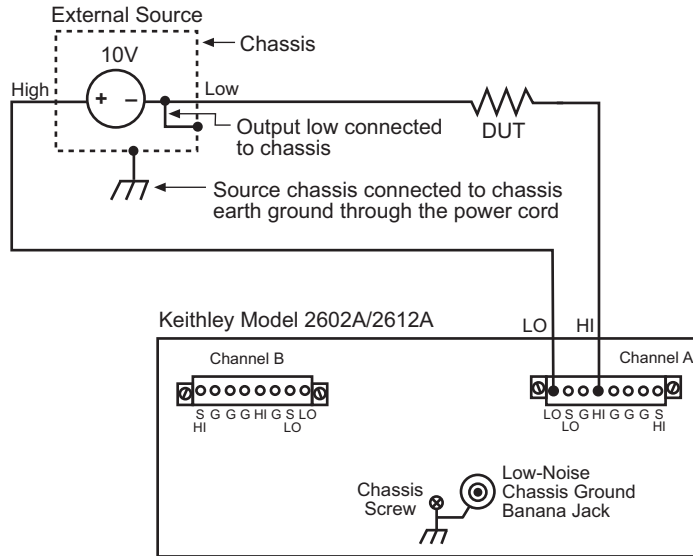 External Source
Chassis
10V
High
+ −
Low
Output low connected
to chassis
DUT
Source chassis connected to chassis
earth ground through the power cord
Keithley Model 2602A/2612A
LO HI
Channel B
Channel A
S G G G HI G S LO
HI LO
LO S G HI G G G S
LO HI
Chassis
Screw
Low-Noise
Chassis Ground
Banana Jack